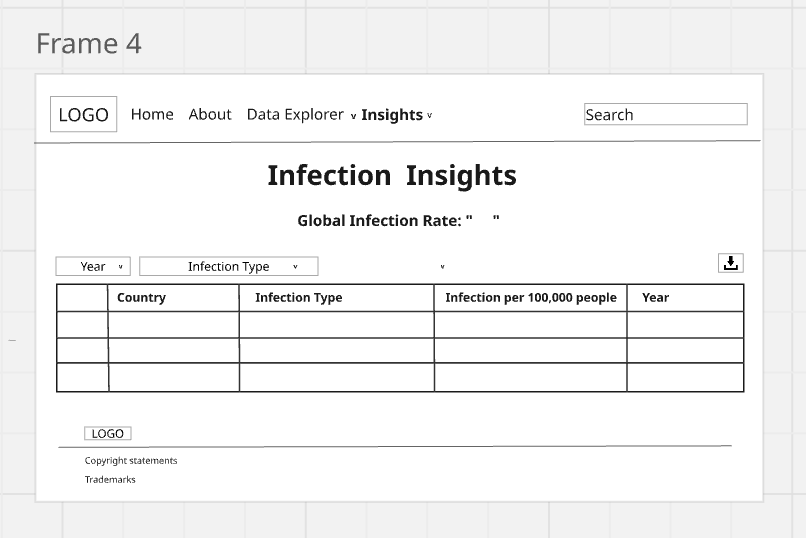 Frame 4
LOGO Home About Data Explorer v Insights v Search
Infection Insights
Global Infection Rate: " "
Year v Infection Type v v
Country Infection Type Infection per 100,000 people Year
LOGO
Copyright statements
Trademarks